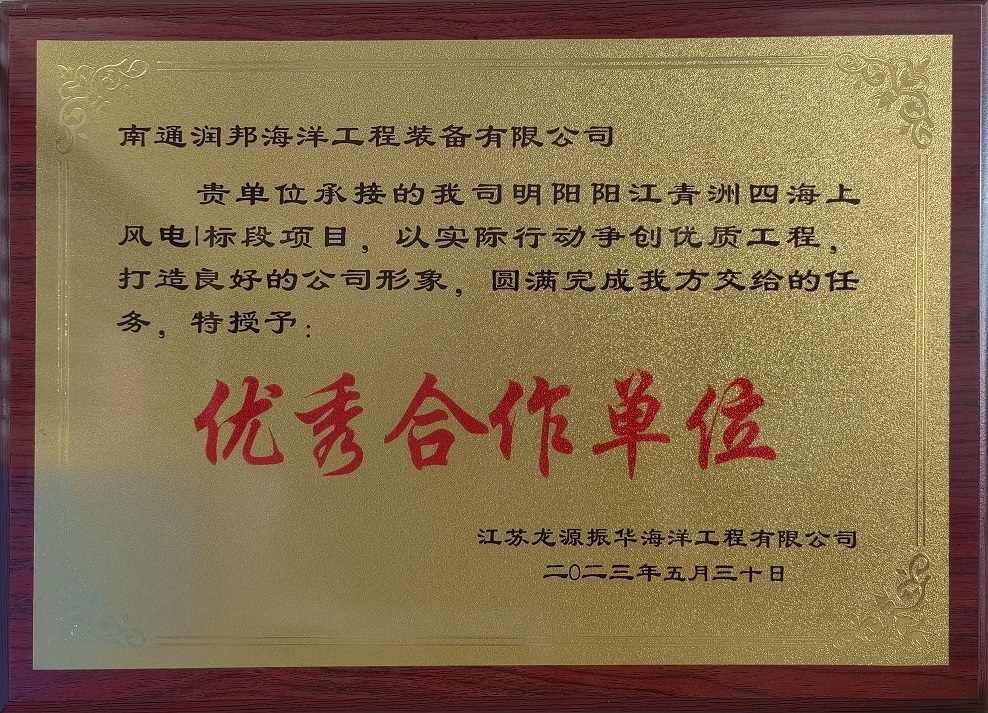 南通润邦海洋工程装备有限公司
贵单位承接的我司明阳阳江青洲四海上
风电I标段项目，以实际行动争创优质工程，
打造良好的公司形象，圆满完成我方交给的任
务，特授予：
优秀合作单位
江苏龙源振华海洋工程有限公司
二0二三年五月三十日